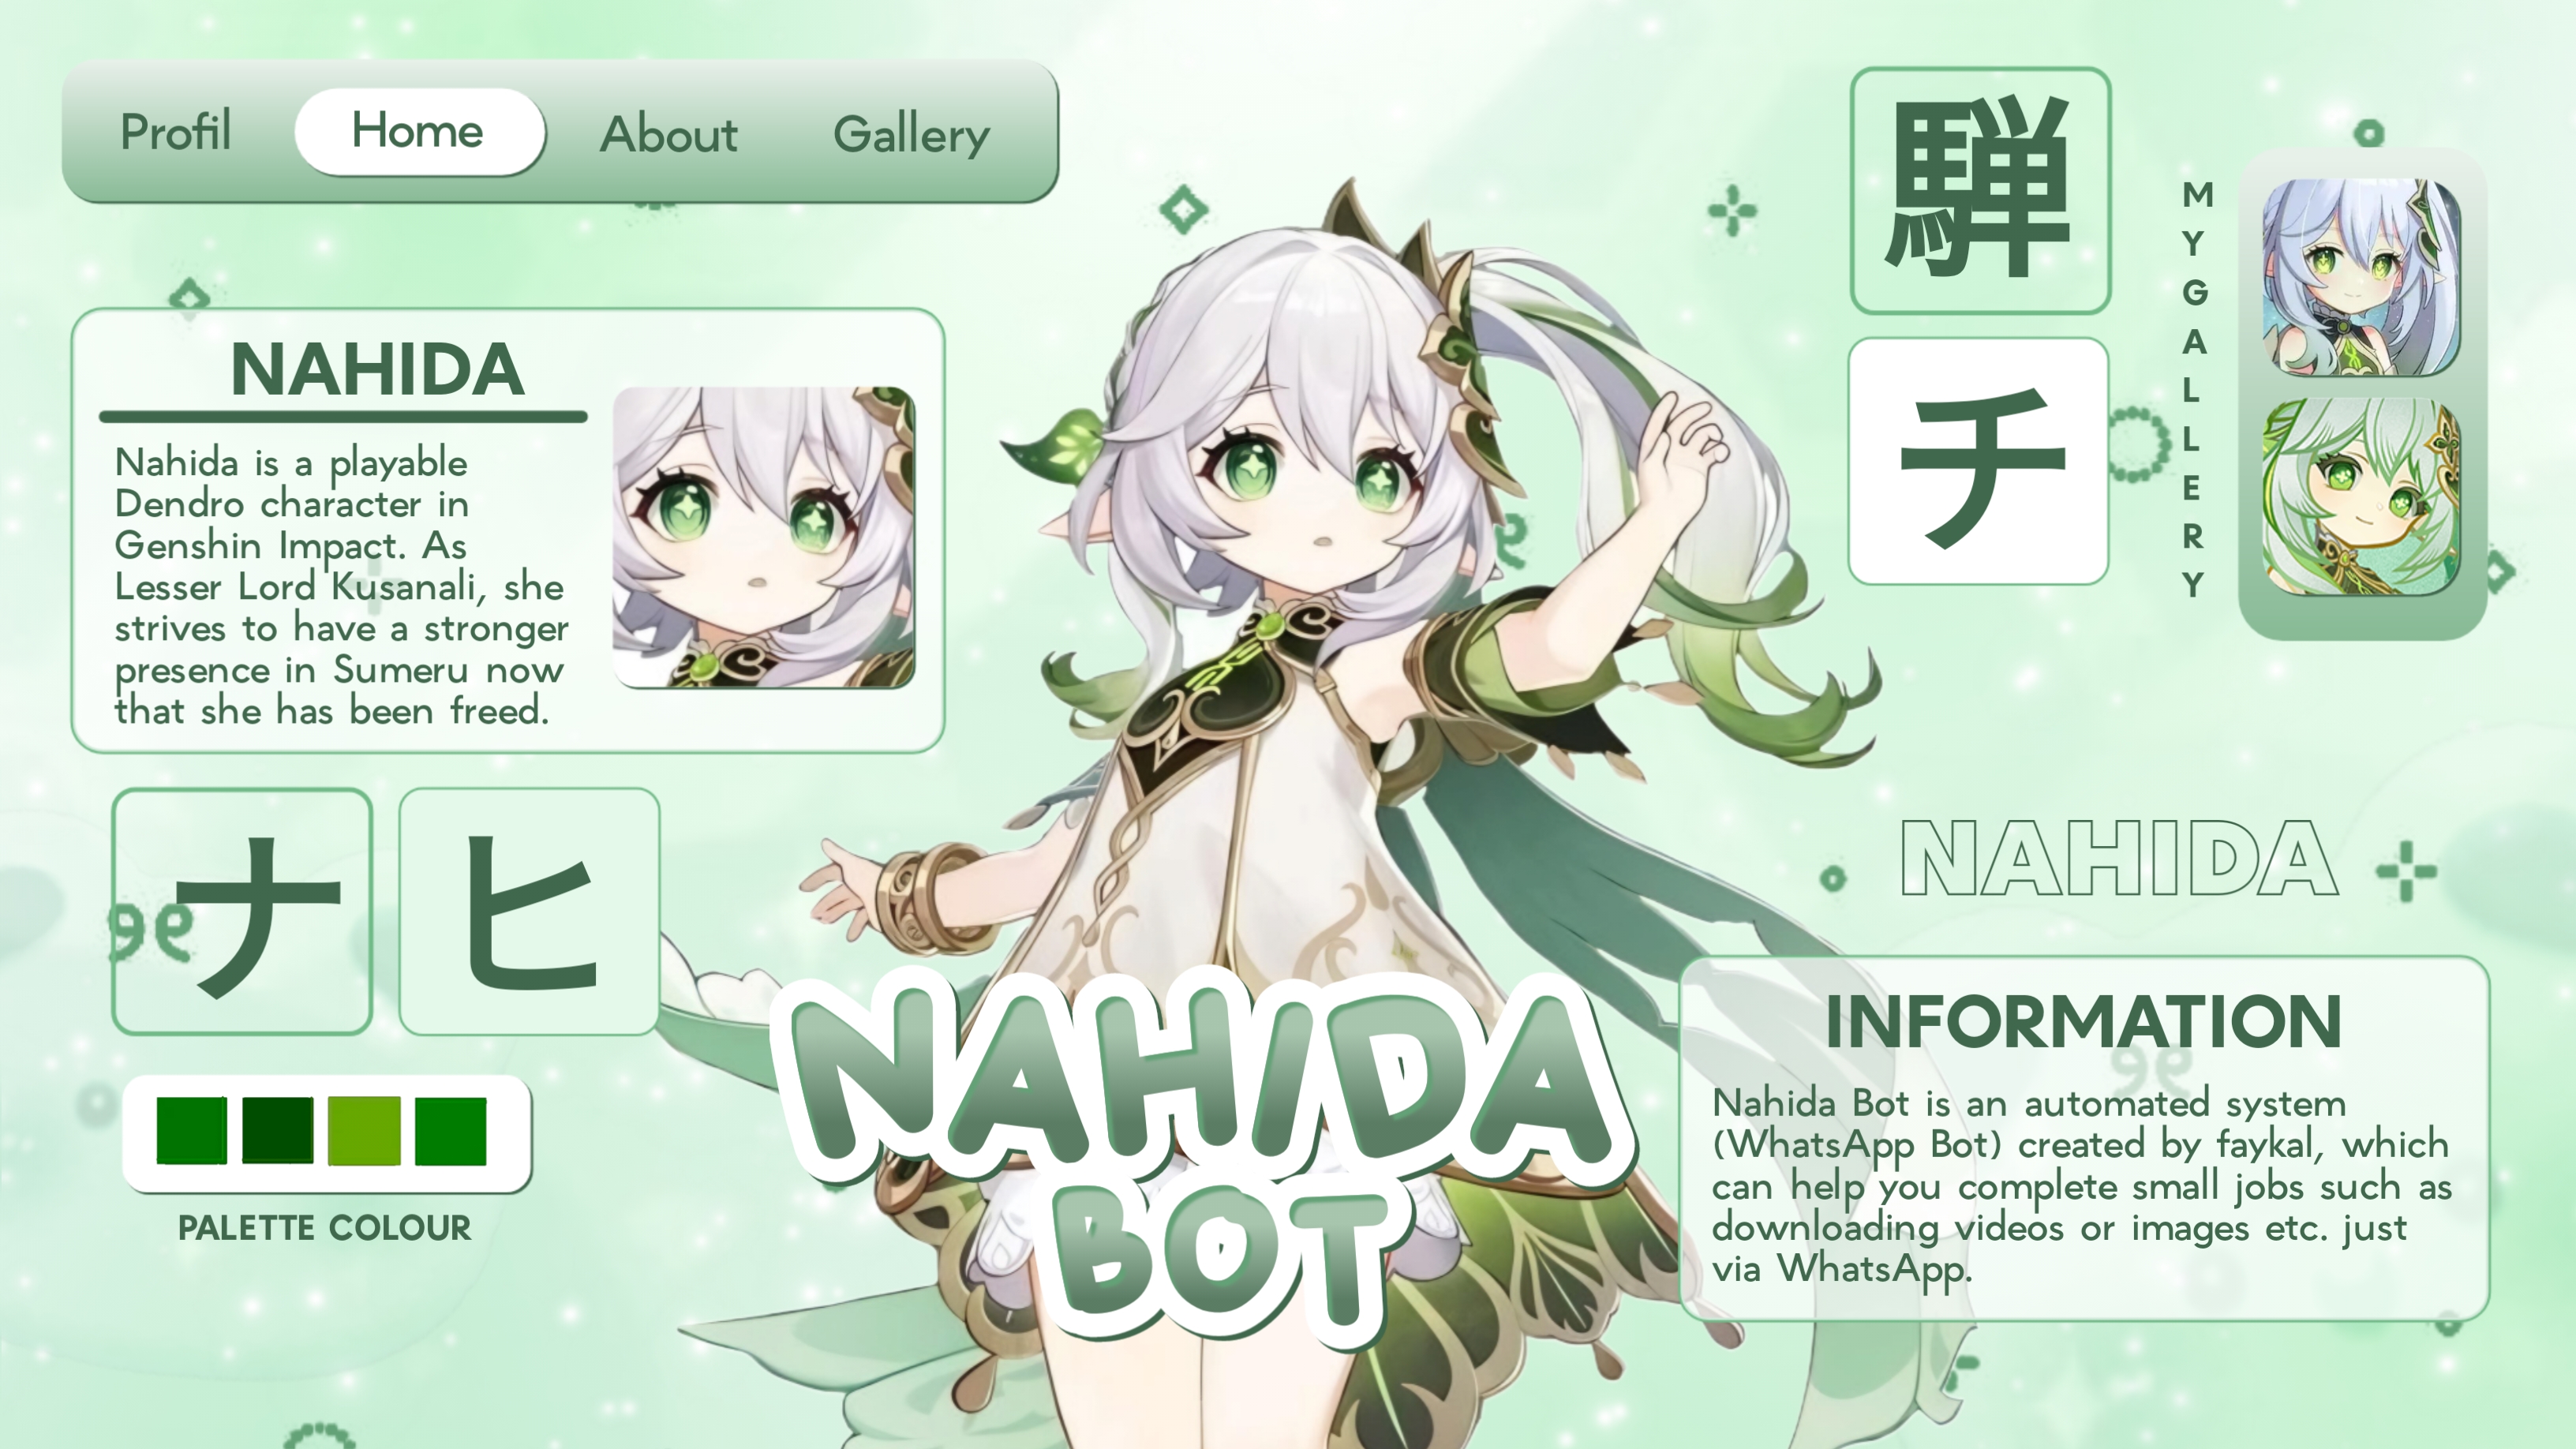 Profil
Home
About
Gallery
NAHIDA
Nahida is a playable
Dendro character in
Genshin Impact. As
Lesser Lord Kusanali, she
strives to have a stronger
presence in Sumeru now
that she has been freed.
ナ
ヒ
PALETTE COLOUR
NAHIDA
BOT
騨
チ
MYGALLERY
NAHIDA
INFORMATION
Nahida Bot is an automated system
(WhatsApp Bot) created by faykal, which
can help you complete small jobs such as
downloading videos or images etc. just
via WhatsApp.